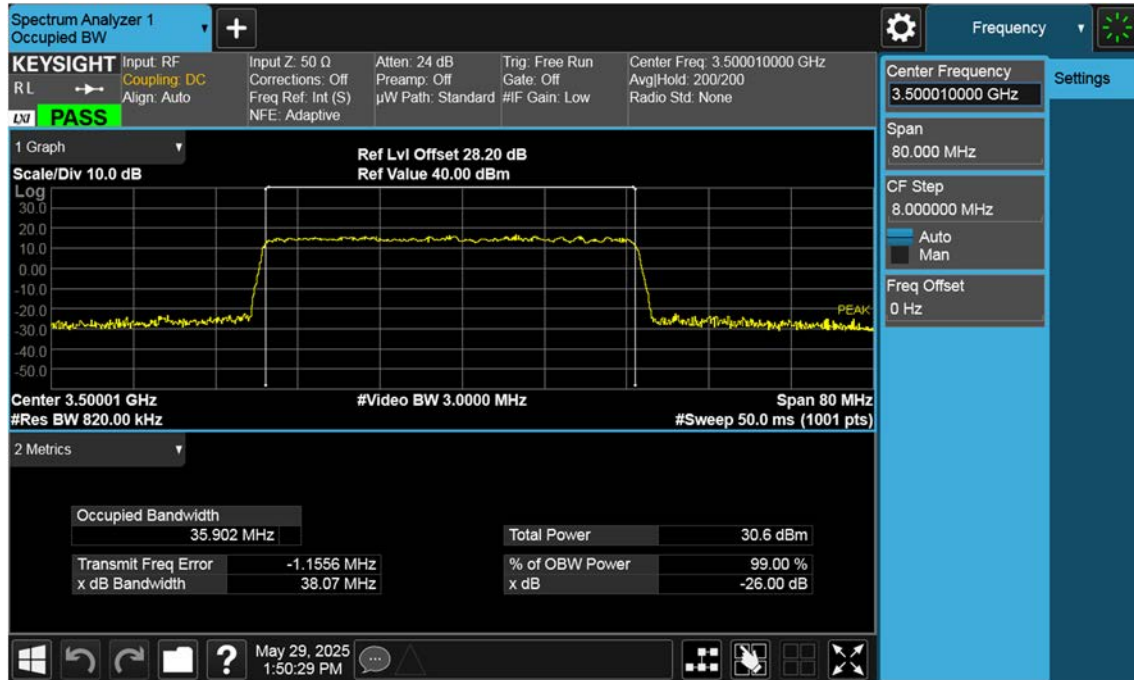 Spectrum Analyzer 1
Occupied BW
+
Frequency
KEYSIGHT
RL
LXI
PASS
Input: RF
Coupling: DC
Align: Auto
Input Z: 50 Ω
Corrections: Off
Freq Ref: Int (S)
NFE: Adaptive
Atten: 24 dB
Preamp: Off
µW Path: Standard
Trig: Free Run
Gate: Off
#IF Gain: Low
Center Freq: 3.500010000 GHz
Avg|Hold: 200/200
Radio Std: None
Center Frequency
3.500010000 GHz
Settings
Span
80.000 MHz
CF Step
8.000000 MHz
Auto
Man
Freq Offset
0 Hz
1 Graph
Scale/Div 10.0 dB
Ref Lvl Offset 28.20 dB
Ref Value 40.00 dBm
Log
30.0
20.0
10.0
0.00
-10.0
-20.0
-30.0
-40.0
-50.0
PEAK
Center 3.50001 GHz
#Video BW 3.0000 MHz
Span 80 MHz
#Res BW 820.00 kHz
#Sweep 50.0 ms (1001 pts)
2 Metrics
Occupied Bandwidth
35.902 MHz
Total Power 30.6 dBm
Transmit Freq Error -1.1556 MHz
% of OBW Power 99.00 %
x dB Bandwidth 38.07 MHz
x dB -26.00 dB
?
May 29, 2025
1:50:29 PM